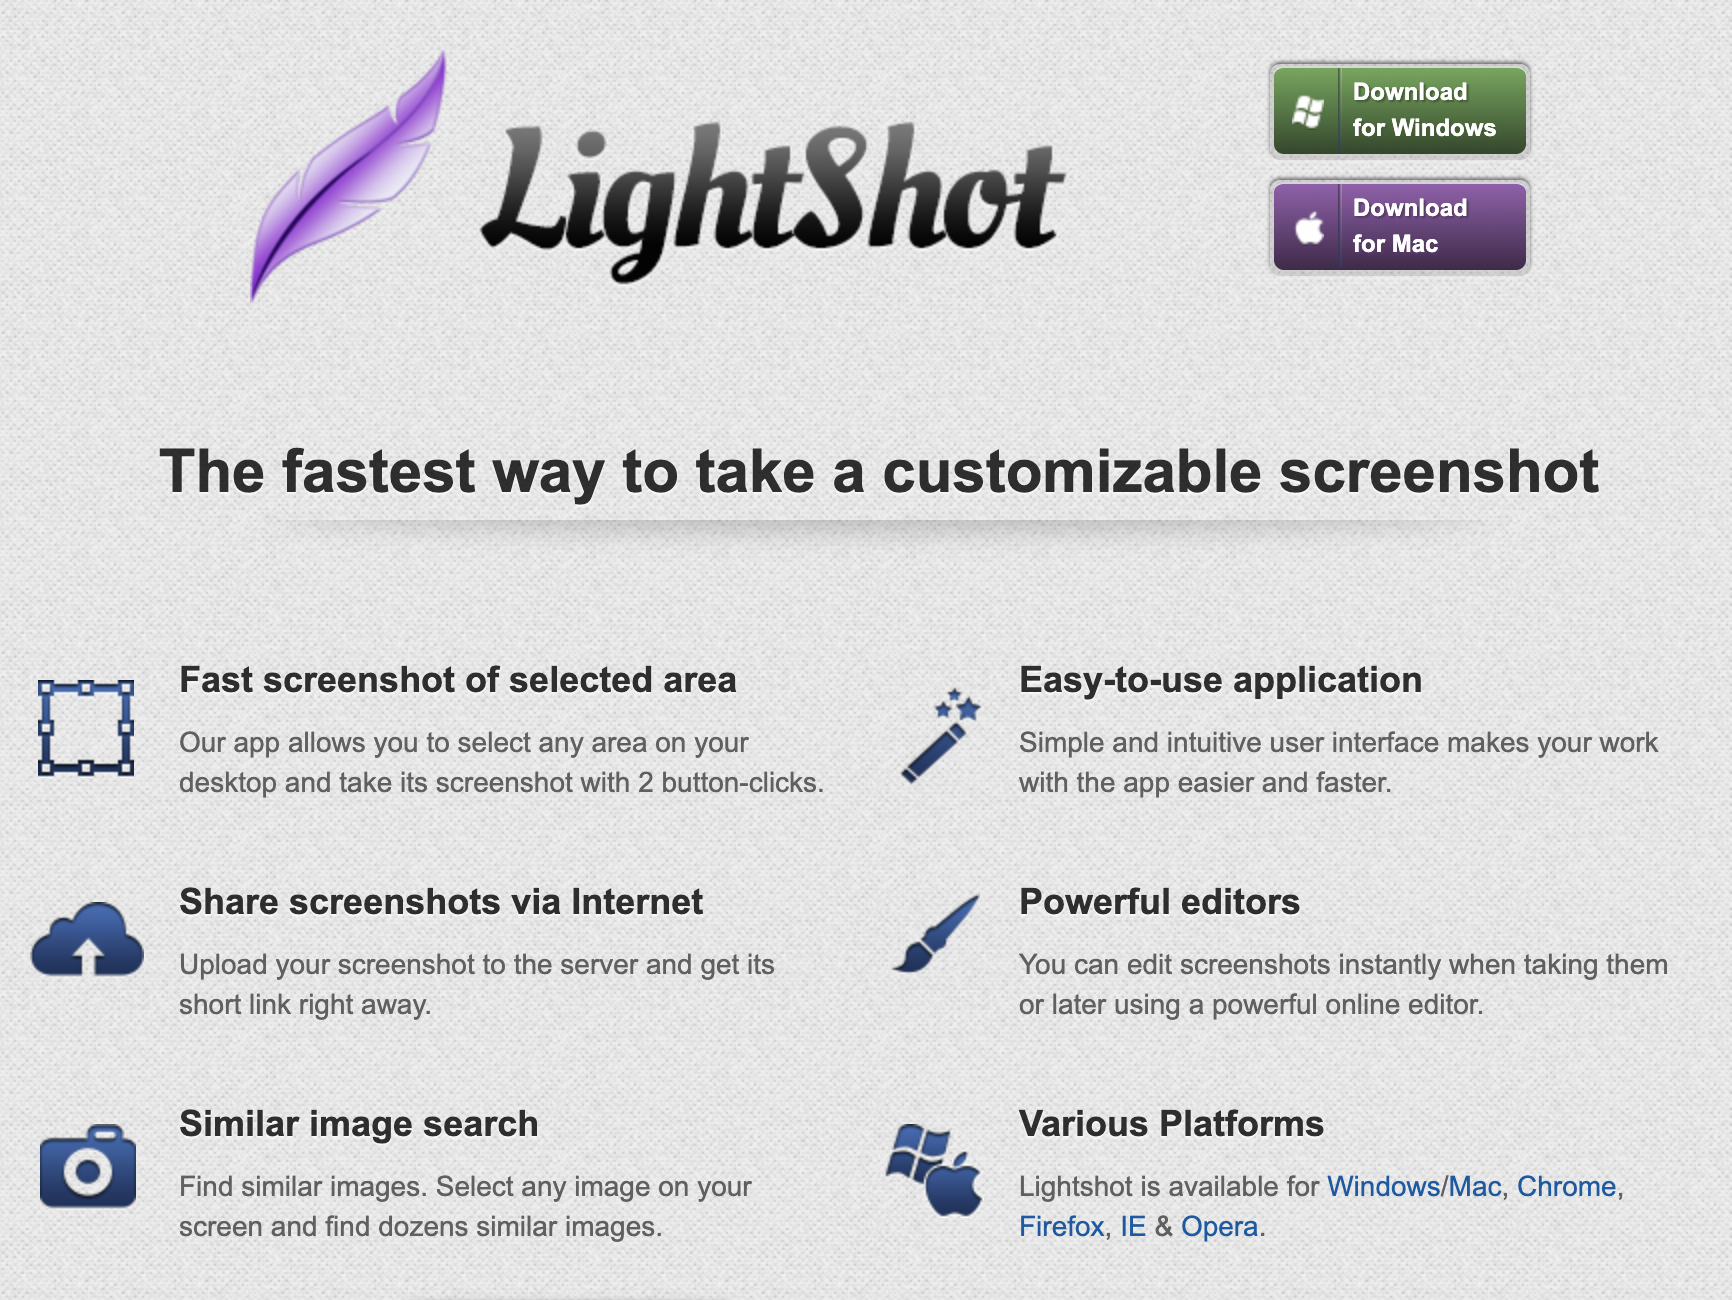 LightShot
Download
for Windows
Download
for Mac
The fastest way to take a customizable screenshot
Fast screenshot of selected area
Our app allows you to select any area on your
desktop and take its screenshot with 2 button-clicks.
Easy-to-use application
Simple and intuitive user interface makes your work
with the app easier and faster.
Share screenshots via Internet
Upload your screenshot to the server and get its
short link right away.
Powerful editors
You can edit screenshots instantly when taking them
or later using a powerful online editor.
Similar image search
Find similar images. Select any image on your
screen and find dozens similar images.
Various Platforms
Lightshot is available for Windows/Mac, Chrome,
Firefox, IE & Opera.